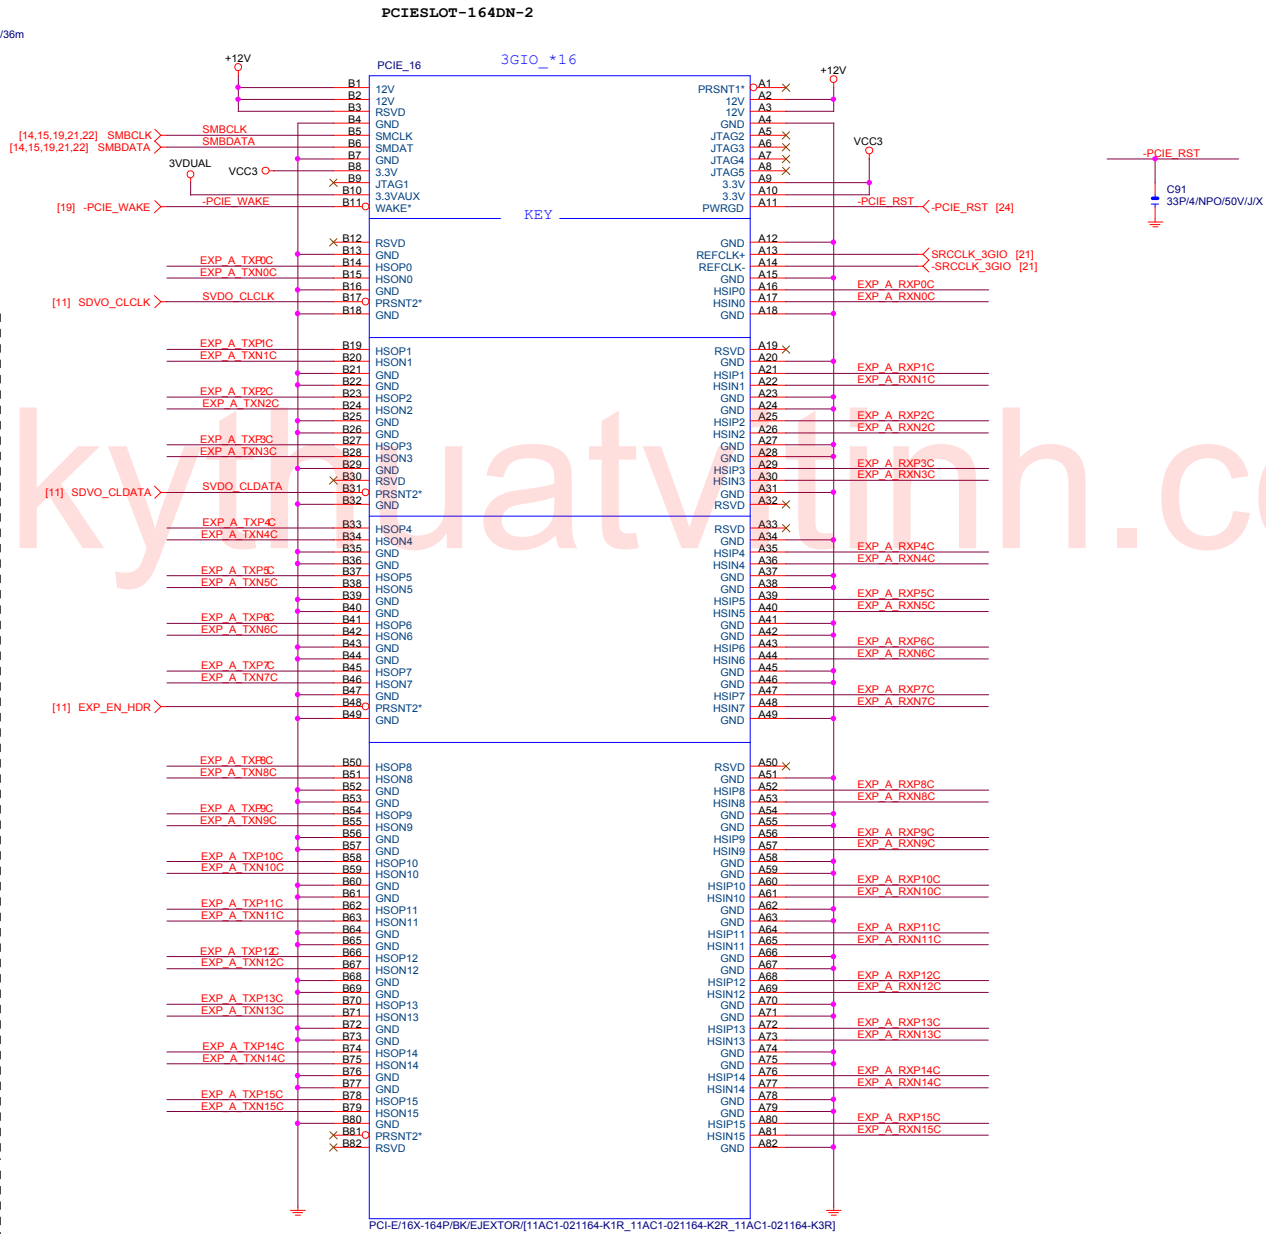 PCIESLOT-164DN-2
/36m
3GIO_*16
PCIE_16
+12V
+12V
B1 12V PRSNT1* A1
B2 12V 12V A2
B3 RSVD 12V A3
B4 GND GND A4
[14,15,19,21,22] SMBCLK SMBCLK B5 SMCLK JTAG2 A5
[14,15,19,21,22] SMBDATA SMBDATA B6 SMDAT JTAG3 A6
B7 GND JTAG4 A7
VCC3 B8 3.3V JTAG5 A8
VCC3
3VDUAL B9 JTAG1 3.3V A9
B10 3.3VAUX 3.3V A10
[19] -PCIE_WAKE -PCIE_WAKE B11 WAKE* PWRGD A11 -PCIE_RST -PCIE_RST [24]
KEY
B12 RSVD GND A12
B13 GND REFCLK+ A13 SRCCLK_3GIO [21]
EXP_A_TXP0C B14 HSOP0 REFCLK- A14 -SRCCLK_3GIO [21]
EXP_A_TXN0C B15 HSON0 GND A15
B16 GND HSIP0 A16 EXP_A_RXP0C
[11] SDVO_CLCLK SVDO_CLCLK B17 PRSNT2* HSIN0 A17 EXP_A_RXN0C
B18 GND GND A18
EXP_A_TXP1C B19 HSOP1 RSVD A19
EXP_A_TXN1C B20 HSON1 GND A20
B21 GND HSIP1 A21 EXP_A_RXP1C
B22 GND HSIN1 A22 EXP_A_RXN1C
EXP_A_TXP2C B23 HSOP2 GND A23
EXP_A_TXN2C B24 HSON2 GND A24
B25 GND HSIP2 A25 EXP_A_RXP2C
B26 GND HSIN2 A26 EXP_A_RXN2C
EXP_A_TXP3C B27 HSOP3 GND A27
EXP_A_TXN3C B28 HSON3 GND A28
B29 GND HSIP3 A29 EXP_A_RXP3C
B30 RSVD HSIN3 A30 EXP_A_RXN3C
[11] SDVO_CLDATA SVDO_CLDATA B31 PRSNT2* GND A31
B32 GND RSVD A32
EXP_A_TXP4C B33 HSOP4 RSVD A33
EXP_A_TXN4C B34 HSON4 GND A34
B35 GND HSIP4 A35 EXP_A_RXP4C
B36 GND HSIN4 A36 EXP_A_RXN4C
EXP_A_TXP5C B37 HSOP5 GND A37
EXP_A_TXN5C B38 HSON5 GND A38
B39 GND HSIP5 A39 EXP_A_RXP5C
B40 GND HSIN5 A40 EXP_A_RXN5C
EXP_A_TXP6C B41 HSOP6 GND A41
EXP_A_TXN6C B42 HSON6 GND A42
B43 GND HSIP6 A43 EXP_A_RXP6C
B44 GND HSIN6 A44 EXP_A_RXN6C
EXP_A_TXP7C B45 HSOP7 GND A45
EXP_A_TXN7C B46 HSON7 GND A46
B47 GND HSIP7 A47 EXP_A_RXP7C
[11] EXP_EN_HDR B48 PRSNT2* HSIN7 A48 EXP_A_RXN7C
B49 GND GND A49
EXP_A_TXP8C B50 HSOP8 RSVD A50
EXP_A_TXN8C B51 HSON8 GND A51
B52 GND HSIP8 A52 EXP_A_RXP8C
B53 GND HSIN8 A53 EXP_A_RXN8C
EXP_A_TXP9C B54 HSOP9 GND A54
EXP_A_TXN9C B55 HSON9 GND A55
B56 GND HSIP9 A56 EXP_A_RXP9C
B57 GND HSIN9 A57 EXP_A_RXN9C
EXP_A_TXP10C B58 HSOP10 GND A58
EXP_A_TXN10C B59 HSON10 GND A59
B60 GND HSIP10 A60 EXP_A_RXP10C
B61 GND HSIN10 A61 EXP_A_RXN10C
EXP_A_TXP11C B62 HSOP11 GND A62
EXP_A_TXN11C B63 HSON11 GND A63
B64 GND HSIP11 A64 EXP_A_RXP11C
B65 GND HSIN11 A65 EXP_A_RXN11C
EXP_A_TXP12C B66 HSOP12 GND A66
EXP_A_TXN12C B67 HSON12 GND A67
B68 GND HSIP12 A68 EXP_A_RXP12C
B69 GND HSIN12 A69 EXP_A_RXN12C
EXP_A_TXP13C B70 HSOP13 GND A70
EXP_A_TXN13C B71 HSON13 GND A71
B72 GND HSIP13 A72 EXP_A_RXP13C
B73 GND HSIN13 A73 EXP_A_RXN13C
EXP_A_TXP14C B74 HSOP14 GND A74
EXP_A_TXN14C B75 HSON14 GND A75
B76 GND HSIP14 A76 EXP_A_RXP14C
B77 GND HSIN14 A77 EXP_A_RXN14C
EXP_A_TXP15C B78 HSOP15 GND A78
EXP_A_TXN15C B79 HSON15 GND A79
B80 GND HSIP15 A80 EXP_A_RXP15C
B81 PRSNT2* HSIN15 A81 EXP_A_RXN15C
B82 RSVD GND A82
PCI-E/16X-164P/BK/EJEXTOR/[11AC1-021164-K1R_11AC1-021164-K2R_11AC1-021164-K3R]
-PCIE_RST
C91
33P/4/NPO/50V/J/X
kythuatvitinh.co